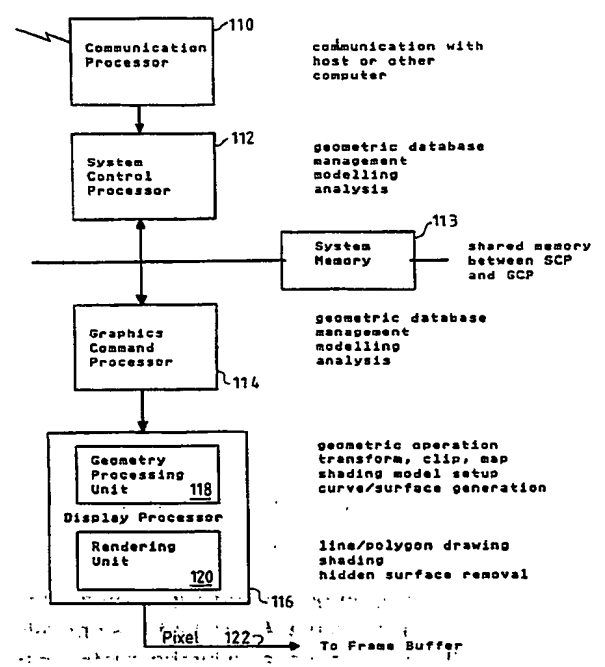 110
Communication
Processor
communication with
host or other
computer
112
System
Control
Processor
geometric database
management
modelling
analysis
113
System
Memory
shared memory
between SCP
and GCP
Graphics
Command
Processor
114
geometric database
management
modelling
analysis
Geometry
Processing
Unit 118
geometric operation
transform, clip, map
shading model setup
curve/surface generation
Display Processor
Rendering
Unit
120
line/polygon drawing
shading
hidden surface removal
116
Pixel 122
To Frame Buffer